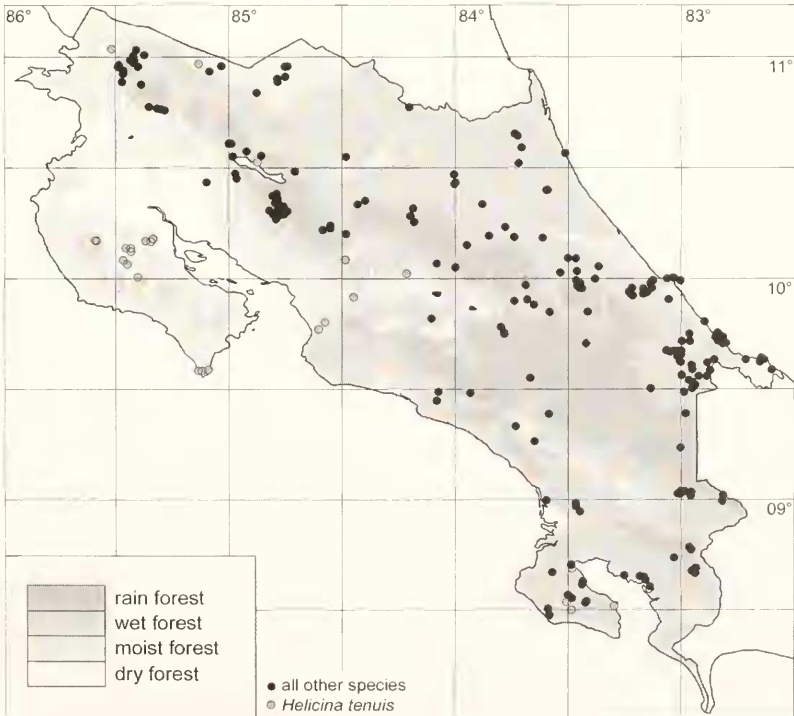 86° 85° 84° 83°
11°
10°
09°
rain forest
wet forest
moist forest
dry forest
all other species
Helicina tenuis